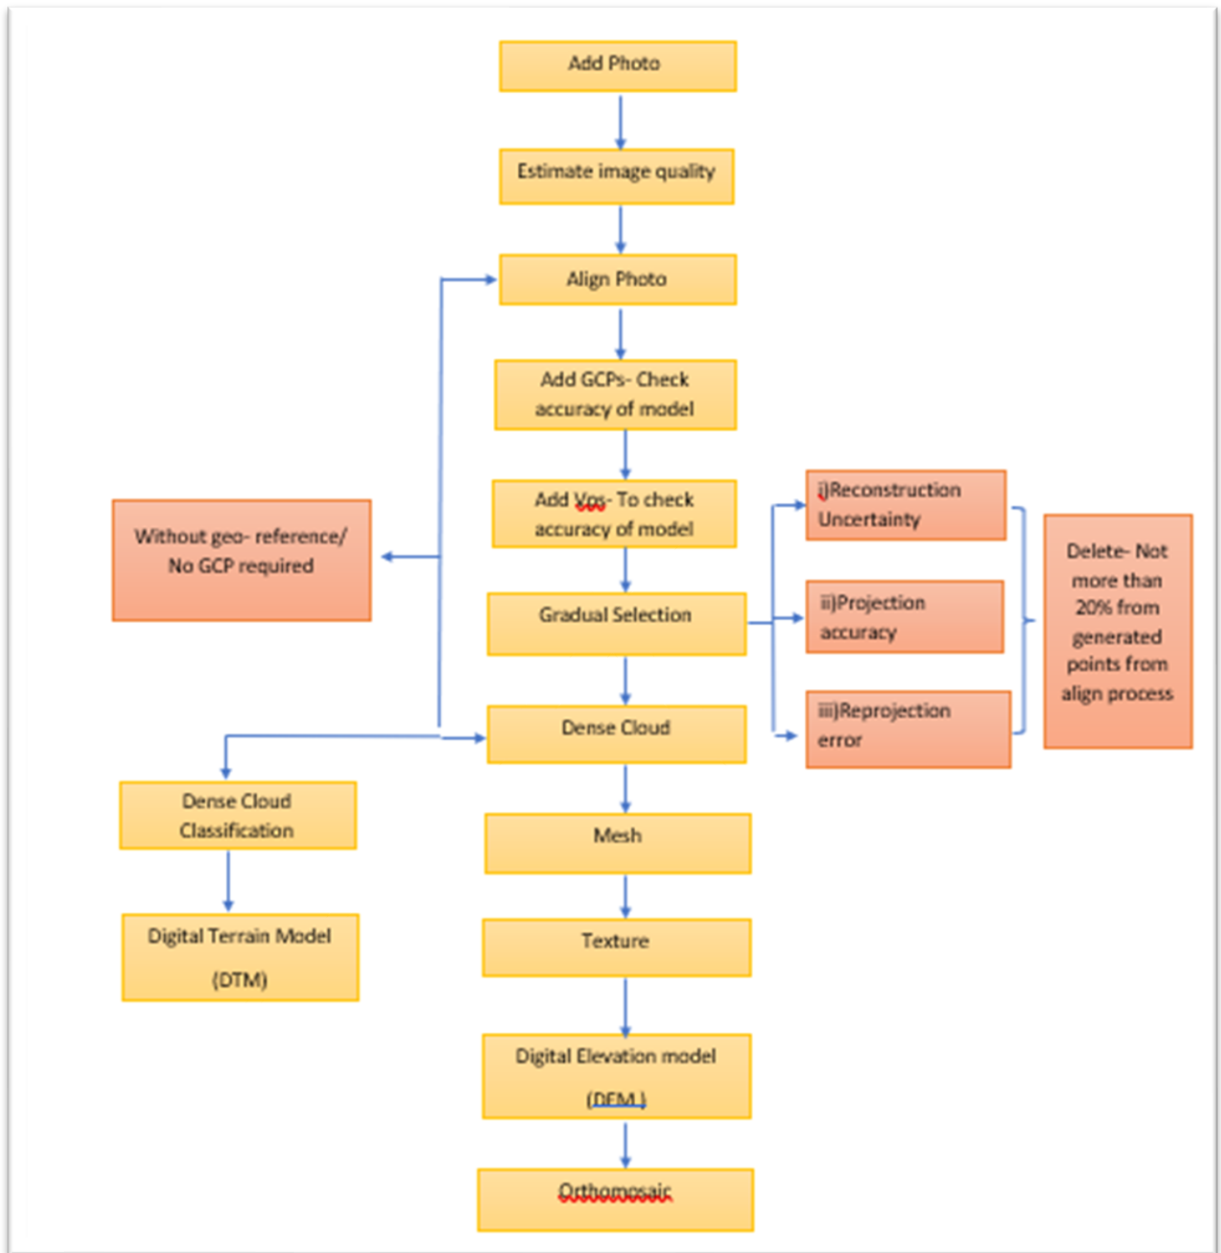 Add Photo
Estimate image quality
Align Photo
Add GCPs- Check
accuracy of model
Add Vps- To check
accuracy of model
Without geo- reference/
No GCP required
Gradual Selection
i)Reconstruction
Uncertainty
ii)Projection
accuracy
iii)Reprojection
error
Delete- Not
more than
20% from
generated
points from
align process
Dense Cloud
Dense Cloud
Classification
Digital Terrain Model
(DTM)
Mesh
Texture
Digital Elevation model
(DEM )
Orthomosaic